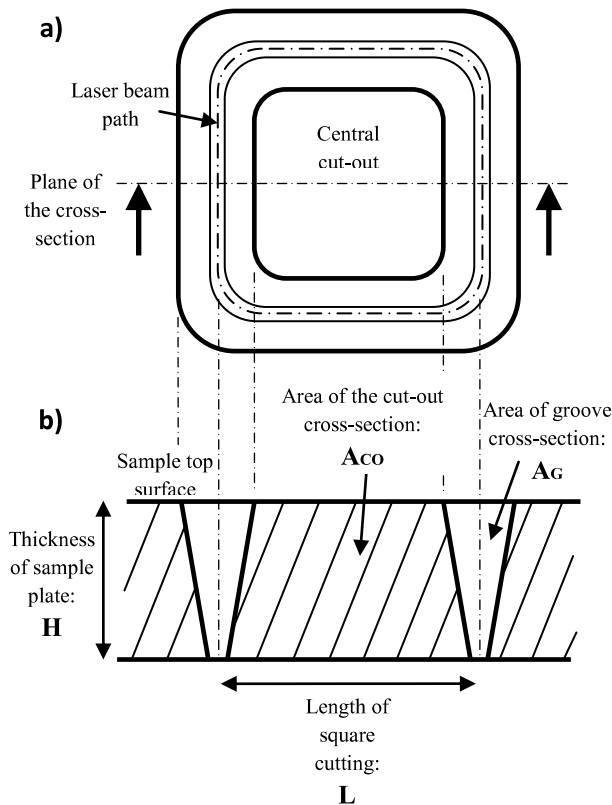 a)
Laser beam
path
Central
cut-out
Plane of
the cross-
section
b)
Area of the cut-out
cross-section:
Aco
Area of groove
cross-section:
AG
Sample top
surface
Thickness
of sample
plate:
H
Length of
square
cutting:
L